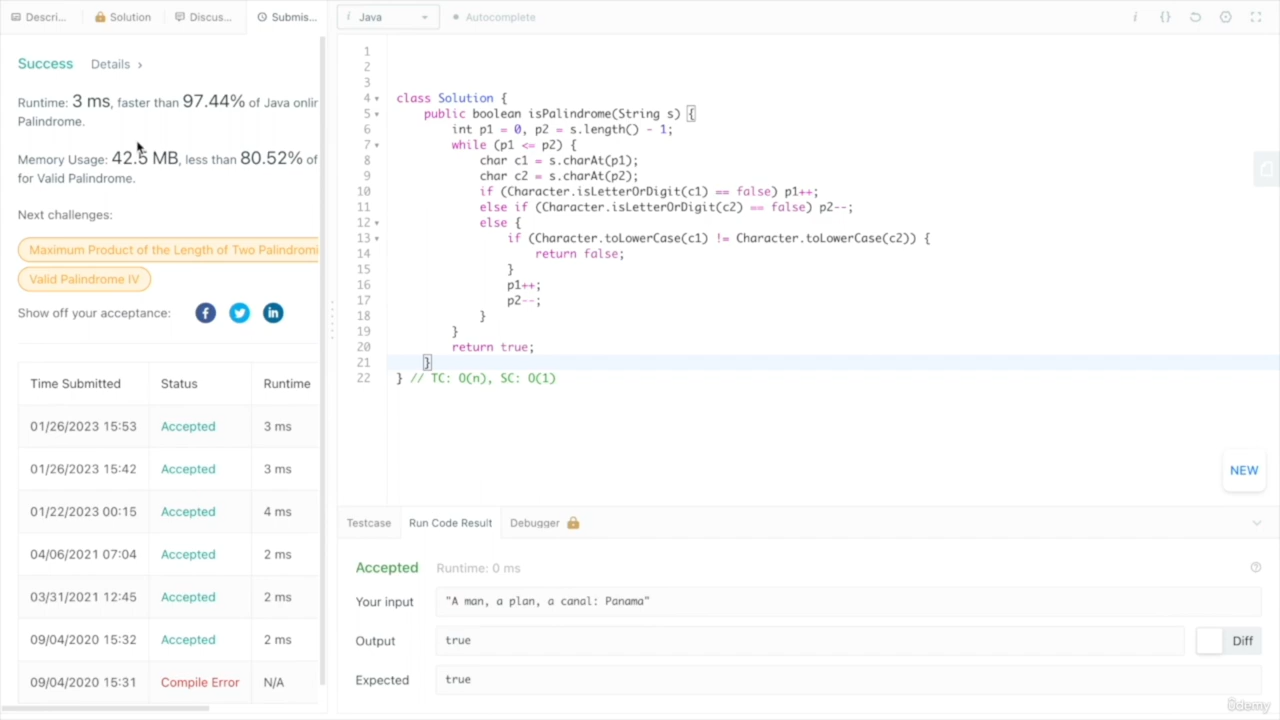 Descri...
Solution
Discus...
Submis...
Success
Details ›
Runtime: 3 ms, faster than 97.44% of Java onlin
Palindrome.
Memory Usage: 42.5 MB, less than 80.52% of
for Valid Palindrome.
Next challenges:
Maximum Product of the Length of Two Palindromi
Valid Palindrome IV
Show off your acceptance:
Time Submitted Status Runtime
01/26/2023 15:53 Accepted 3 ms
01/26/2023 15:42 Accepted 3 ms
01/22/2023 00:15 Accepted 4 ms
04/06/2021 07:04 Accepted 2 ms
03/31/2021 12:45 Accepted 2 ms
09/04/2020 15:32 Accepted 2 ms
09/04/2020 15:31 Compile Error N/A
i Java
Autocomplete
1
2
3
4 class Solution {
5 public boolean isPalindrome(String s) {
6 int p1 = 0, p2 = s.length() - 1;
7 while (p1 <= p2) {
8 char c1 = s.charAt(p1);
9 char c2 = s.charAt(p2);
10 if (Character.isLetterOrDigit(c1) == false) p1++;
11 else if (Character.isLetterOrDigit(c2) == false) p2--;
12 else {
13 if (Character.toLowerCase(c1) != Character.toLowerCase(c2)) {
14 return false;
15 }
16 p1++;
17 p2--;
18 }
19 }
20 return true;
21 }
22 } // TC: O(n), SC: O(1)
NEW
Testcase Run Code Result Debugger
Accepted Runtime: 0 ms
Your input "A man, a plan, a canal: Panama"
Output true Diff
Expected true
ûdemy